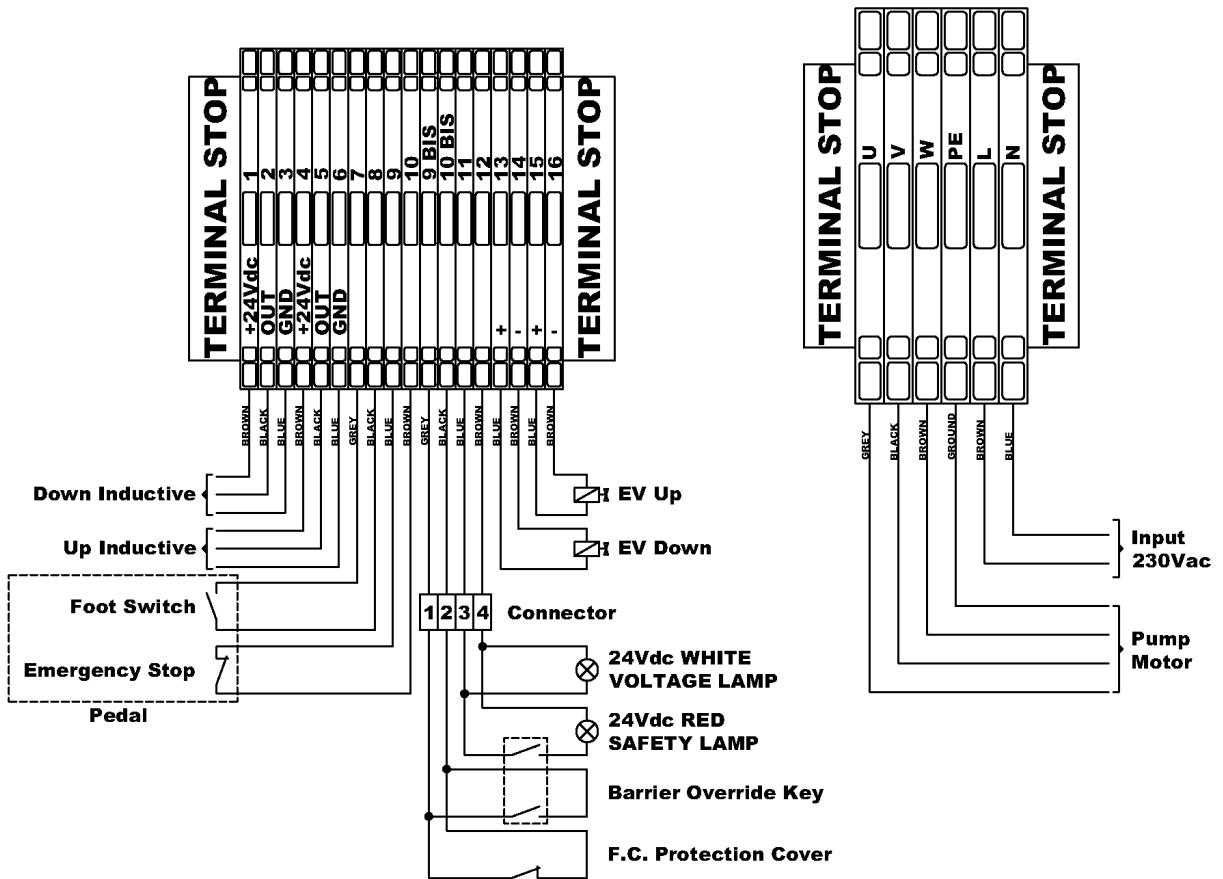 TERMINAL STOP
1
2
3
4
5
6
7
8
9
10
9 BIS
10 BIS
11
12
13
14
15
16
+24Vdc
OUT
GND
+24Vdc
OUT
GND
+
-
+
-
TERMINAL STOP
BROWN
BLACK
BLUE
BROWN
BLACK
BLUE
GREY
BLACK
BLUE
BROWN
GREY
BLACK
BLUE
BROWN
BLUE
BROWN
BLUE
BROWN
Down Inductive
Up Inductive
Foot Switch
Emergency Stop
Pedal
EV Up
EV Down
1 2 3 4
Connector
24Vdc WHITE
VOLTAGE LAMP
24Vdc RED
SAFETY LAMP
Barrier Override Key
F.C. Protection Cover
TERMINAL STOP
U
V
W
PE
L
N
TERMINAL STOP
GREY
BLACK
BROWN
GROUND
BROWN
BLUE
Input
230Vac
Pump
Motor